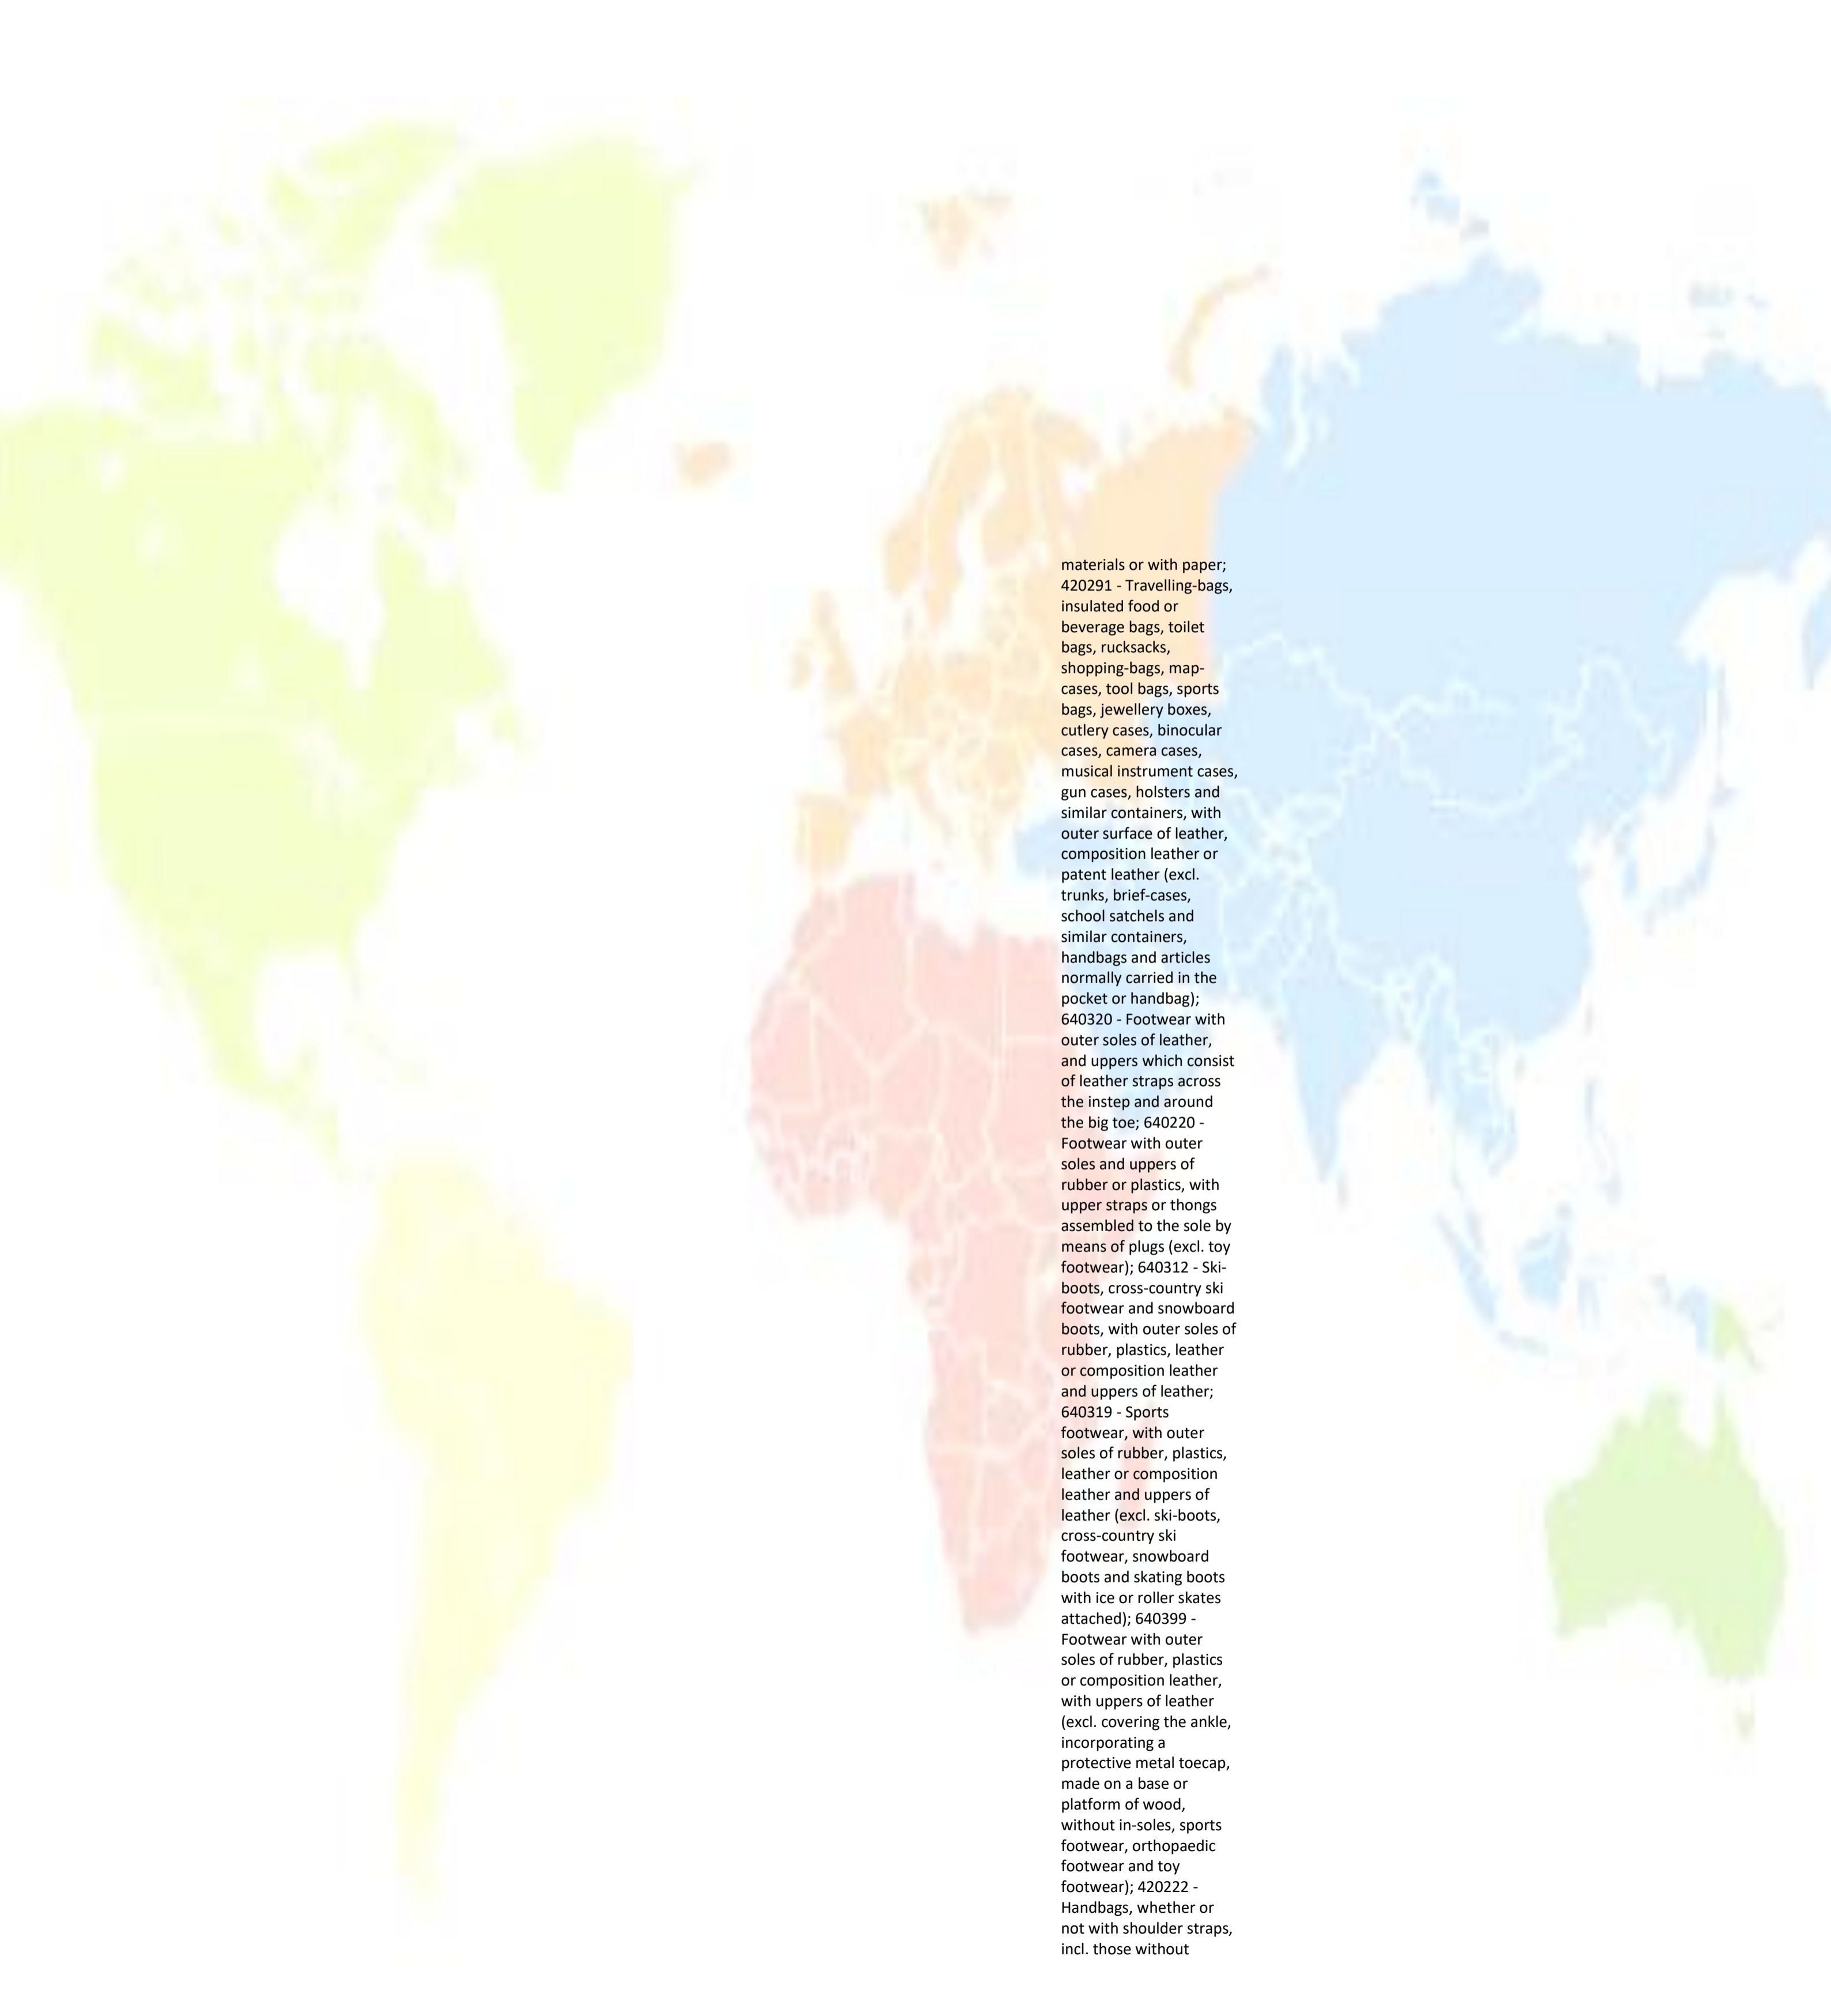 materials or with paper;
420291 - Travelling-bags,
insulated food or
beverage bags, toilet
bags, rucksacks,
shopping-bags, map-
cases, tool bags, sports
bags, jewellery boxes,
cutlery cases, binocular
cases, camera cases,
musical instrument cases,
gun cases, holsters and
similar containers, with
outer surface of leather,
composition leather or
patent leather (excl.
trunks, brief-cases,
school satchels and
similar containers,
handbags and articles
normally carried in the
pocket or handbag);
640320 - Footwear with
outer soles of leather,
and uppers which consist
of leather straps across
the instep and around
the big toe; 640220 -
Footwear with outer
soles and uppers of
rubber or plastics, with
upper straps or thongs
assembled to the sole by
means of plugs (excl. toy
footwear); 640312 - Ski-
boots, cross-country ski
footwear and snowboard
boots, with outer soles of
rubber, plastics, leather
or composition leather
and uppers of leather;
640319 - Sports
footwear, with outer
soles of rubber, plastics,
leather or composition
leather and uppers of
leather (excl. ski-boots,
cross-country ski
footwear, snowboard
boots and skating boots
with ice or roller skates
attached); 640399 -
Footwear with outer
soles of rubber, plastics
or composition leather,
with uppers of leather
(excl. covering the ankle,
incorporating a
protective metal toecap,
made on a base or
platform of wood,
without in-soles, sports
footwear, orthopaedic
footwear and toy
footwear); 420222 -
Handbags, whether or
not with shoulder straps,
incl. those without